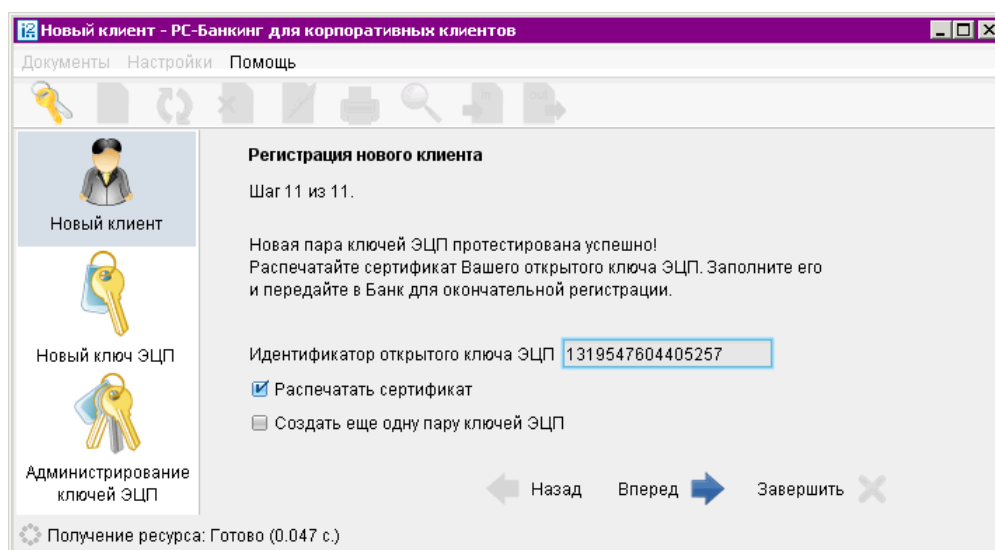 Новый клиент - РС-Банкинг для корпоративных клиентов
Документы Настройки Помощь
in
out
Новый клиент
Новый ключ ЭЦП
Администрирование
ключей ЭЦП
Регистрация нового клиента
Шаг 11 из 11.
Новая пара ключей ЭЦП протестирована успешно!
Распечатайте сертификат Вашего открытого ключа ЭЦП. Заполните его
и передайте в Банк для окончательной регистрации.
Идентификатор открытого ключа ЭЦП 1319547604405257
Распечатать сертификат
Создать еще одну пару ключей ЭЦП
Назад Вперед Завершить
Получение ресурса: Готово (0.047 с.)